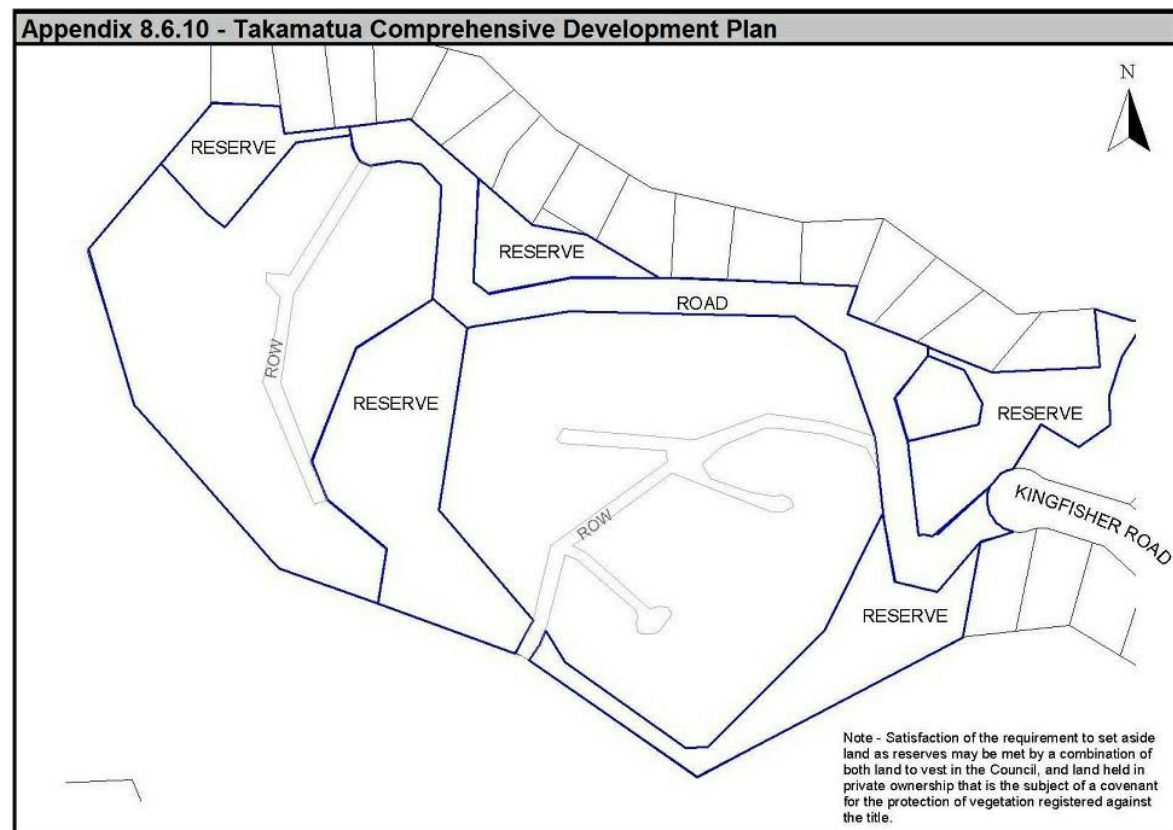 Appendix 8.6.10 - Takamatua Comprehensive Development Plan
N
RESERVE
RESERVE
ROAD
ROW
RESERVE
RESERVE
KINGFISHER ROAD
ROW
RESERVE
Note - Satisfaction of the requirement to set aside
land as reserves may be met by a combination of
both land to vest in the Council, and land held in
private ownership that is the subject of a covenant
for the protection of vegetation registered against
the title.